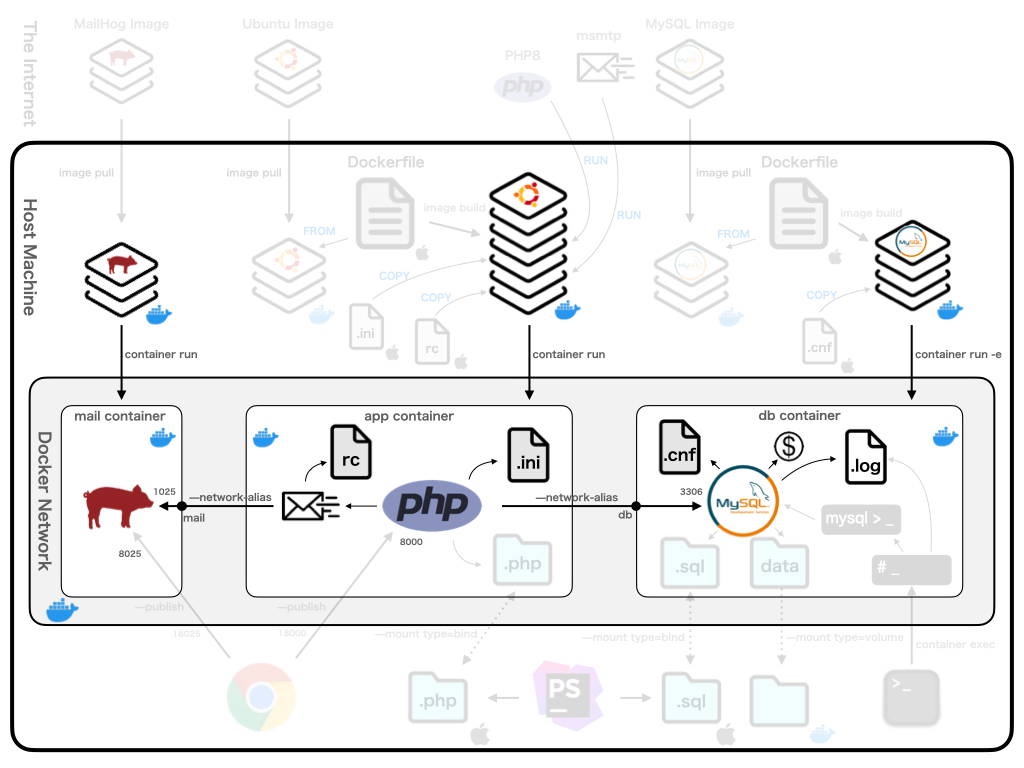 The Internet
MailHog Image
Ubuntu Image
PHP8
php
msmtp
MySQL Image
MySQL
Host Machine
image pull
image pull
image pull
Dockerfile
Dockerfile
image build
image build
RUN
RUN
FROM
FROM
COPY
COPY
COPY
.ini
rc
.cnf
MySQL
MySQL
container run
container run
container run -e
Docker Network
mail container
app container
db container
rc
.ini
.cnf
$
.log
1025
—network-alias
mail
php
8000
—network-alias
db
3306
MySQL
mysql > _
8025
.php
.sql
data
# _
—publish
18025
—publish
18000
—mount type=bind
—mount type=bind
—mount type=volume
container exec
.php
PS
.sql
>_